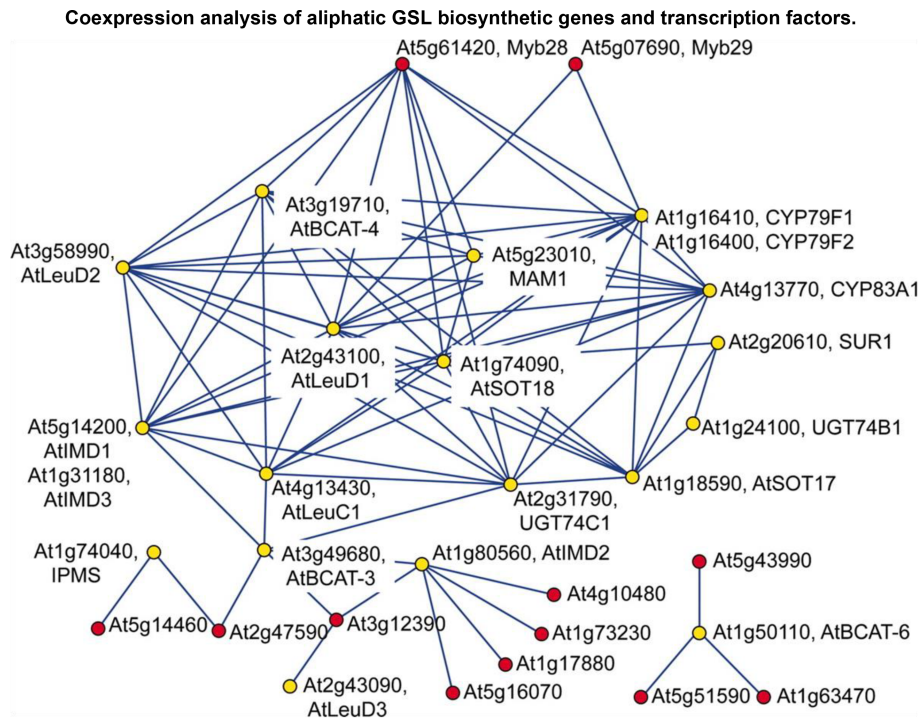 Coexpression analysis of aliphatic GSL biosynthetic genes and transcription factors.
At5g61420, Myb28
At5g07690, Myb29
At3g19710,
AtBCAT-4
At1g16410, CYP79F1
At1g16400, CYP79F2
At3g58990,
AtLeuD2
At5g23010,
MAM1
At4g13770, CYP83A1
At2g20610, SUR1
At2g43100,
AtLeuD1
At1g74090,
AtSOT18
At5g14200,
AtIMD1
At1g31180,
AtIMD3
At1g24100, UGT74B1
At4g13430,
AtLeuC1
At2g31790,
UGT74C1
At1g18590, AtSOT17
At1g74040,
IPMS
At3g49680,
AtBCAT-3
At1g80560, AtIMD2
At5g43990
At4g10480
At5g14460
At2g47590
At3g12390
At1g73230
At1g50110, AtBCAT-6
At1g17880
At2g43090,
AtLeuD3
At5g16070
At5g51590
At1g63470